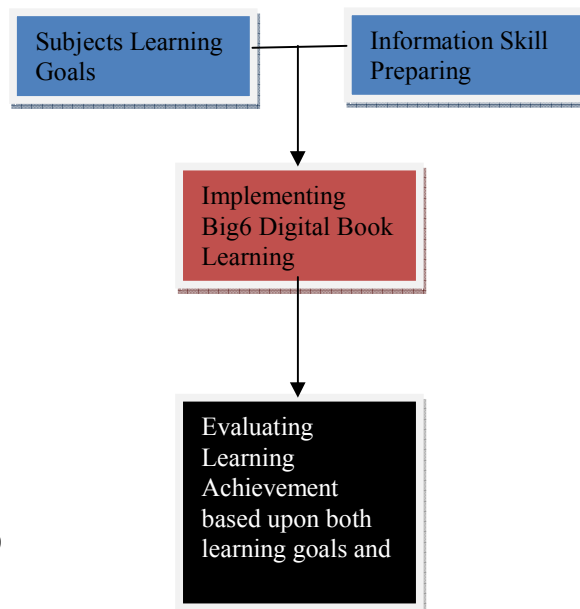 Subjects Learning
Goals
Information Skill
Preparing
Implementing
Big6 Digital Book
Learning
Evaluating
Learning
Achievement
based upon both
learning goals and
)